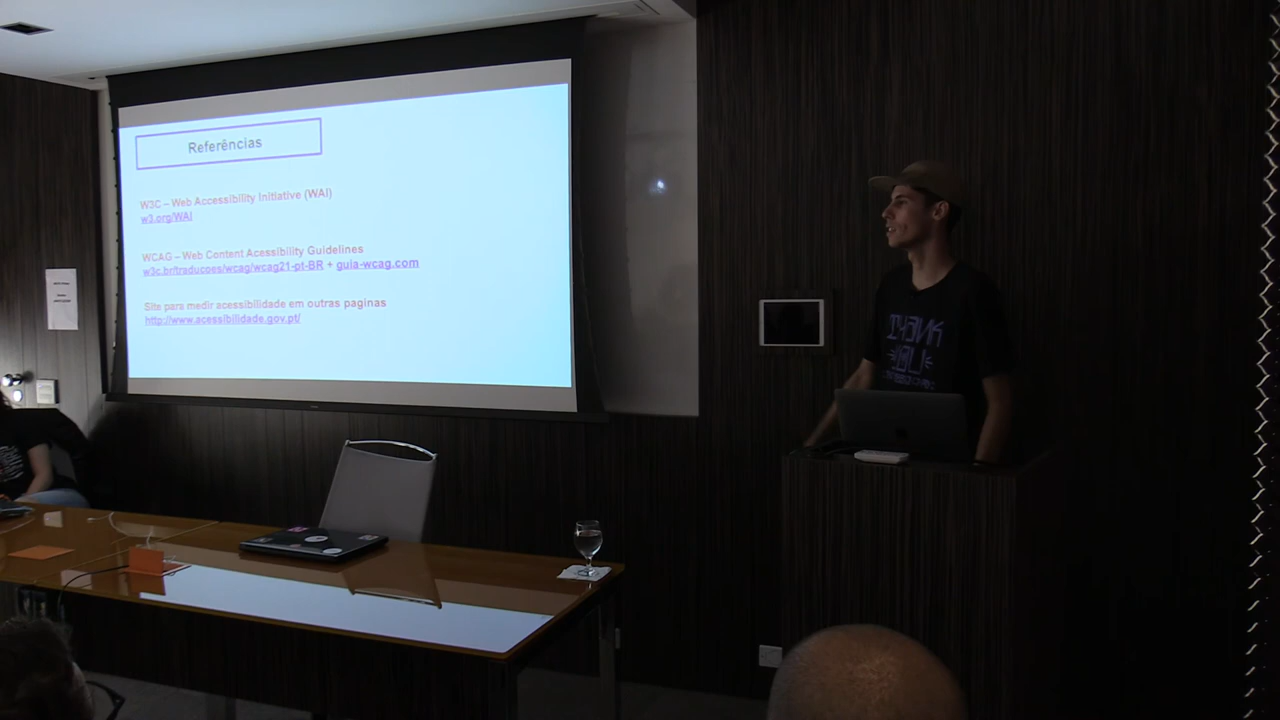 Referências
W3C – Web Accessibility Initiative (WAI)
w3.org/WAI
WCAG – Web Content Acessibility Guidelines
w3c.br/traducoes/wcag/wcag21-pt-BR + guia-wcag.com
Site para medir acessibilidade em outras paginas
http://www.acessibilidade.gov.pt/